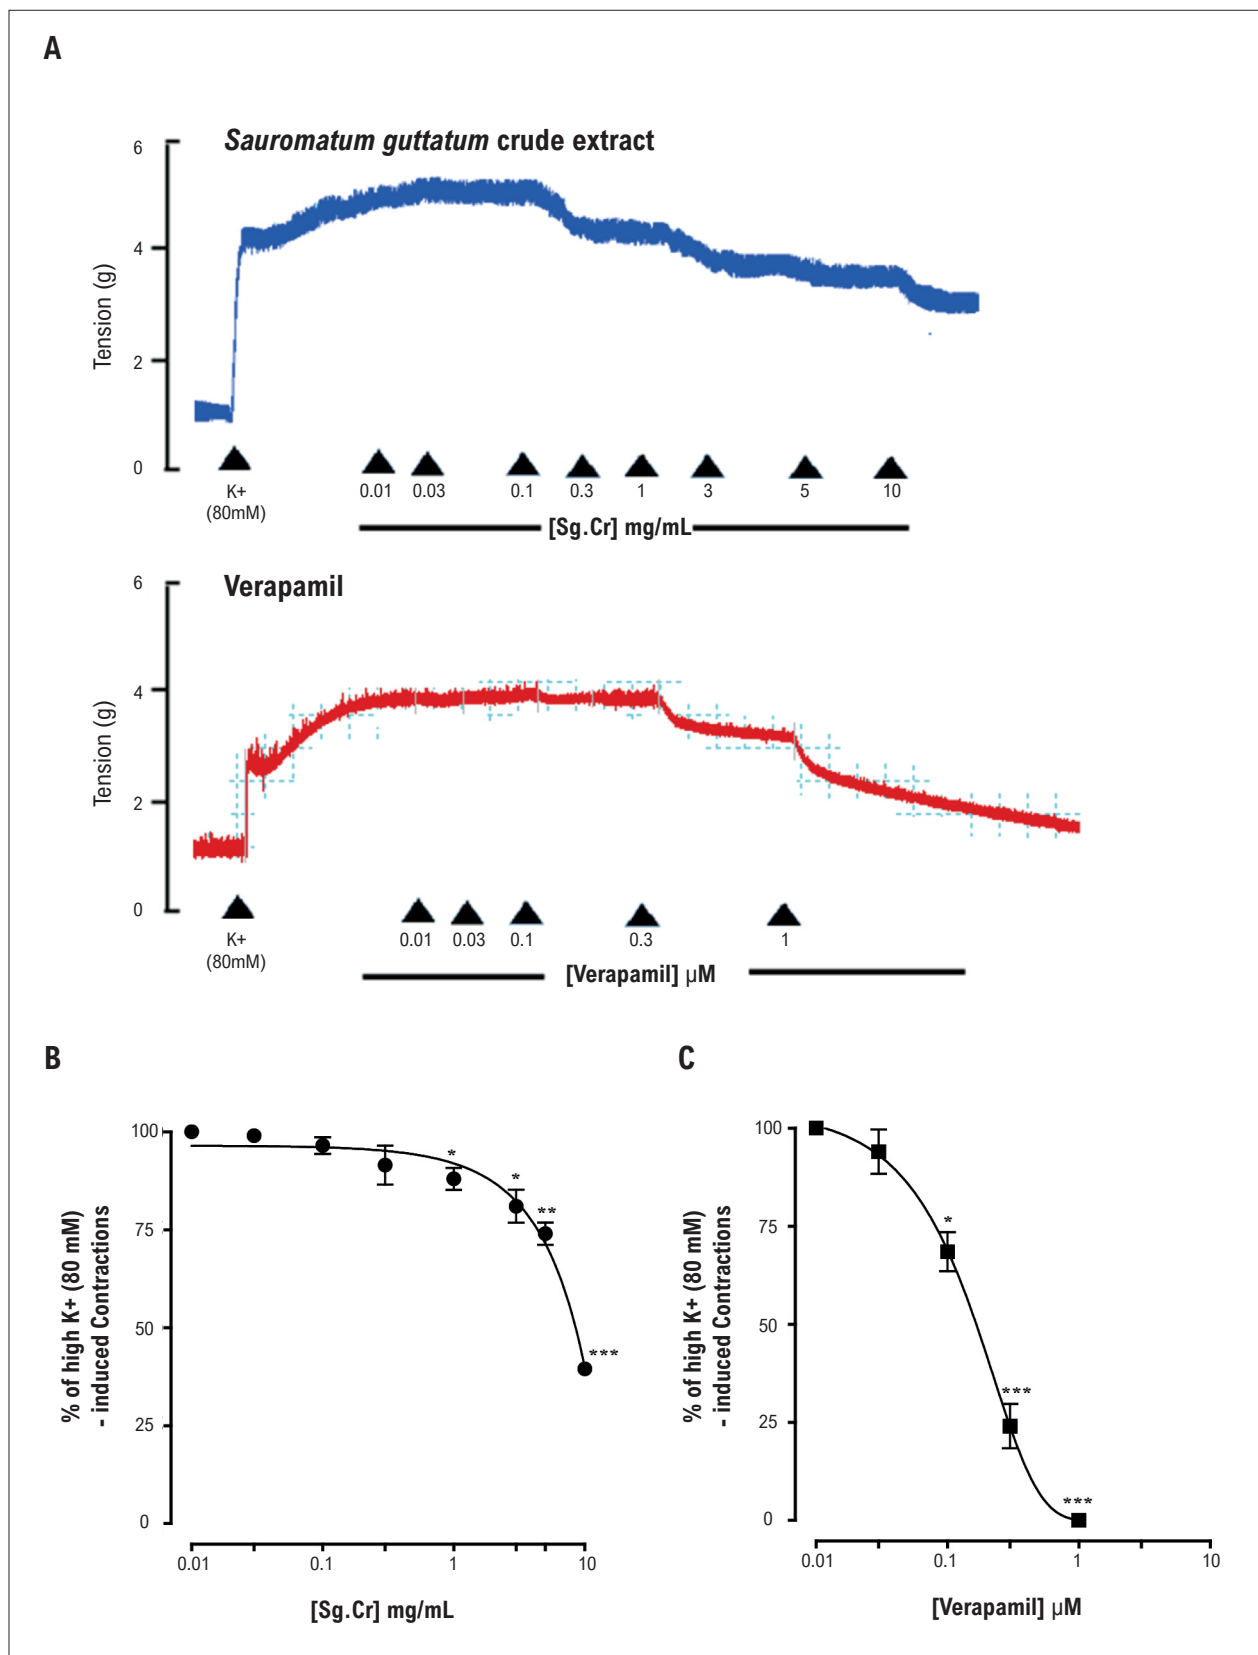 A
Sauromatum guttatum crude extract
6
4
2
0
Tension (g)
K+
(80mM)
0.01 0.03 0.1 0.3 1 3 5 10
[Sg.Cr] mg/mL
Verapamil
6
4
2
0
Tension (g)
K+
(80mM)
0.01 0.03 0.1 0.3 1
[Verapamil] µM
B
100
75
50
25
0
% of high K+ (80 mM)
- induced Contractions
* * ** ***
0.01 0.1 1 10
[Sg.Cr] mg/mL
C
100
75
50
25
0
% of high K+ (80 mM)
- induced Contractions
* *** ***
0.01 0.1 1 10
[Verapamil] µM